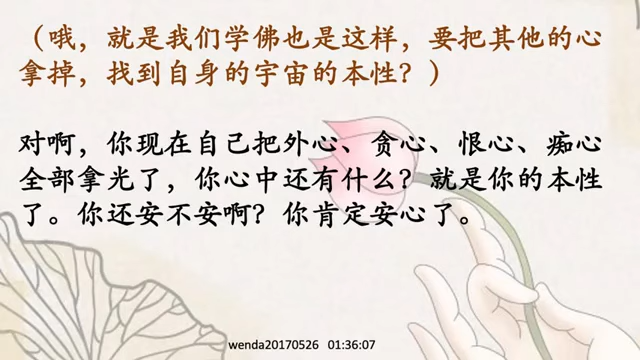 （哦，就是我们学佛也是这样，要把其他的心
拿掉，找到自身的宇宙的本性？）
对啊，你现在自己把外心、贪心、恨心、痴心
全部拿光了，你心中还有什么？就是你的本性
了。你还安不安啊？你肯定安心了。
wenda20170526 01:36:07